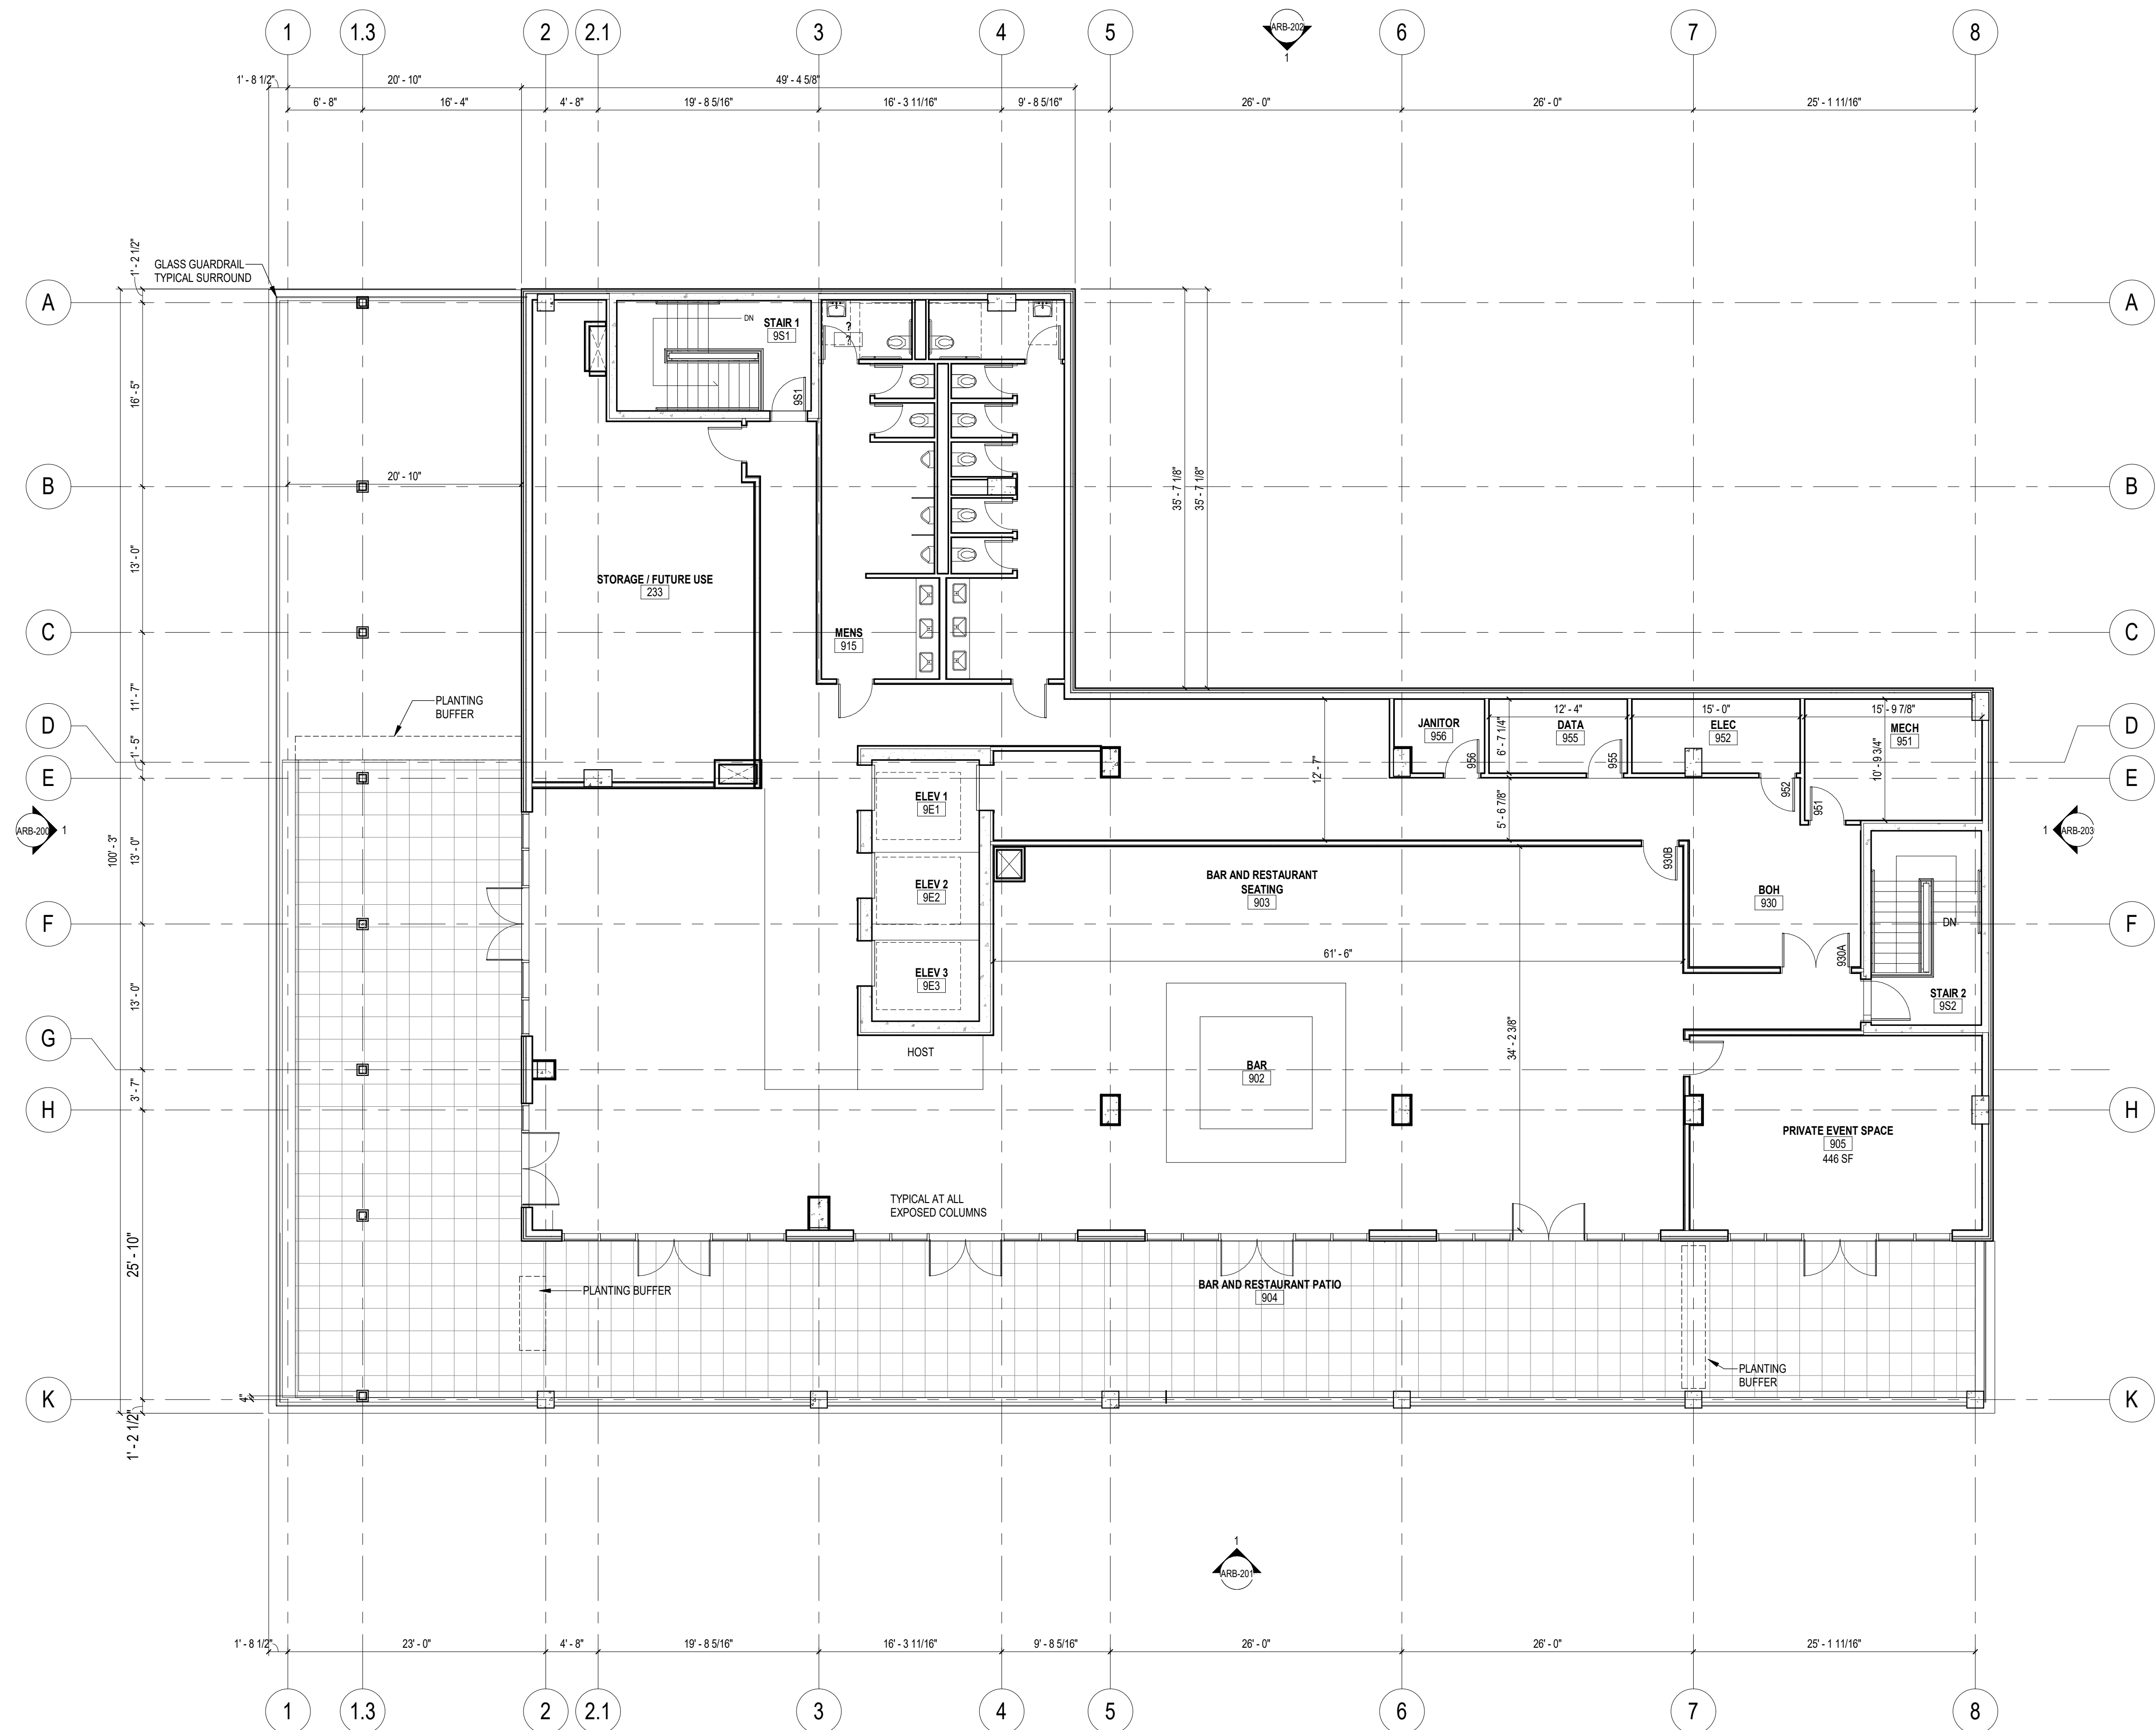 1
1.3
2
2.1
3
4
5
6
7
8
ARB-202
1
1' - 8 1/2"
20' - 10"
49' - 4 5/8"
6' - 8"
16' - 4"
4' - 8"
19' - 8 5/16"
16' - 3 11/16"
9' - 8 5/16"
26' - 0"
26' - 0"
25' - 1 11/16"
1' - 2 1/2"
GLASS GUARDRAIL
TYPICAL SURROUND
A
A
DN
STAIR 1
9S1
?
?
9S1
16' - 5"
20' - 10"
B
B
35' - 7 1/8"
35' - 7 1/8"
13' - 0"
STORAGE / FUTURE USE
233
MENS
915
C
C
11' - 7"
PLANTING
BUFFER
D
D
JANITOR
956
12' - 4"
DATA
955
6' - 7 1/4"
15' - 0"
ELEC
952
15' - 9 7/8"
MECH
951
10' - 9 3/4"
956
955
952
951
1' - 5"
E
E
12' - 7"
5' - 6 7/8"
ELEV 1
9E1
ARB-200
1
100' - 3"
13' - 0"
1
ARB-203
930B
BAR AND RESTAURANT
SEATING
903
ELEV 2
9E2
BOH
930
F
F
DN
61' - 6"
930A
ELEV 3
9E3
13' - 0"
STAIR 2
9S2
G
34' - 2 3/8"
HOST
BAR
902
3' - 7"
H
H
PRIVATE EVENT SPACE
905
446 SF
TYPICAL AT ALL
EXPOSED COLUMNS
25' - 10"
PLANTING BUFFER
BAR AND RESTAURANT PATIO
904
PLANTING
BUFFER
4"
K
K
1' - 2 1/2"
1
ARB-201
1' - 8 1/2"
23' - 0"
4' - 8"
19' - 8 5/16"
16' - 3 11/16"
9' - 8 5/16"
26' - 0"
26' - 0"
25' - 1 11/16"
1
1.3
2
2.1
3
4
5
6
7
8